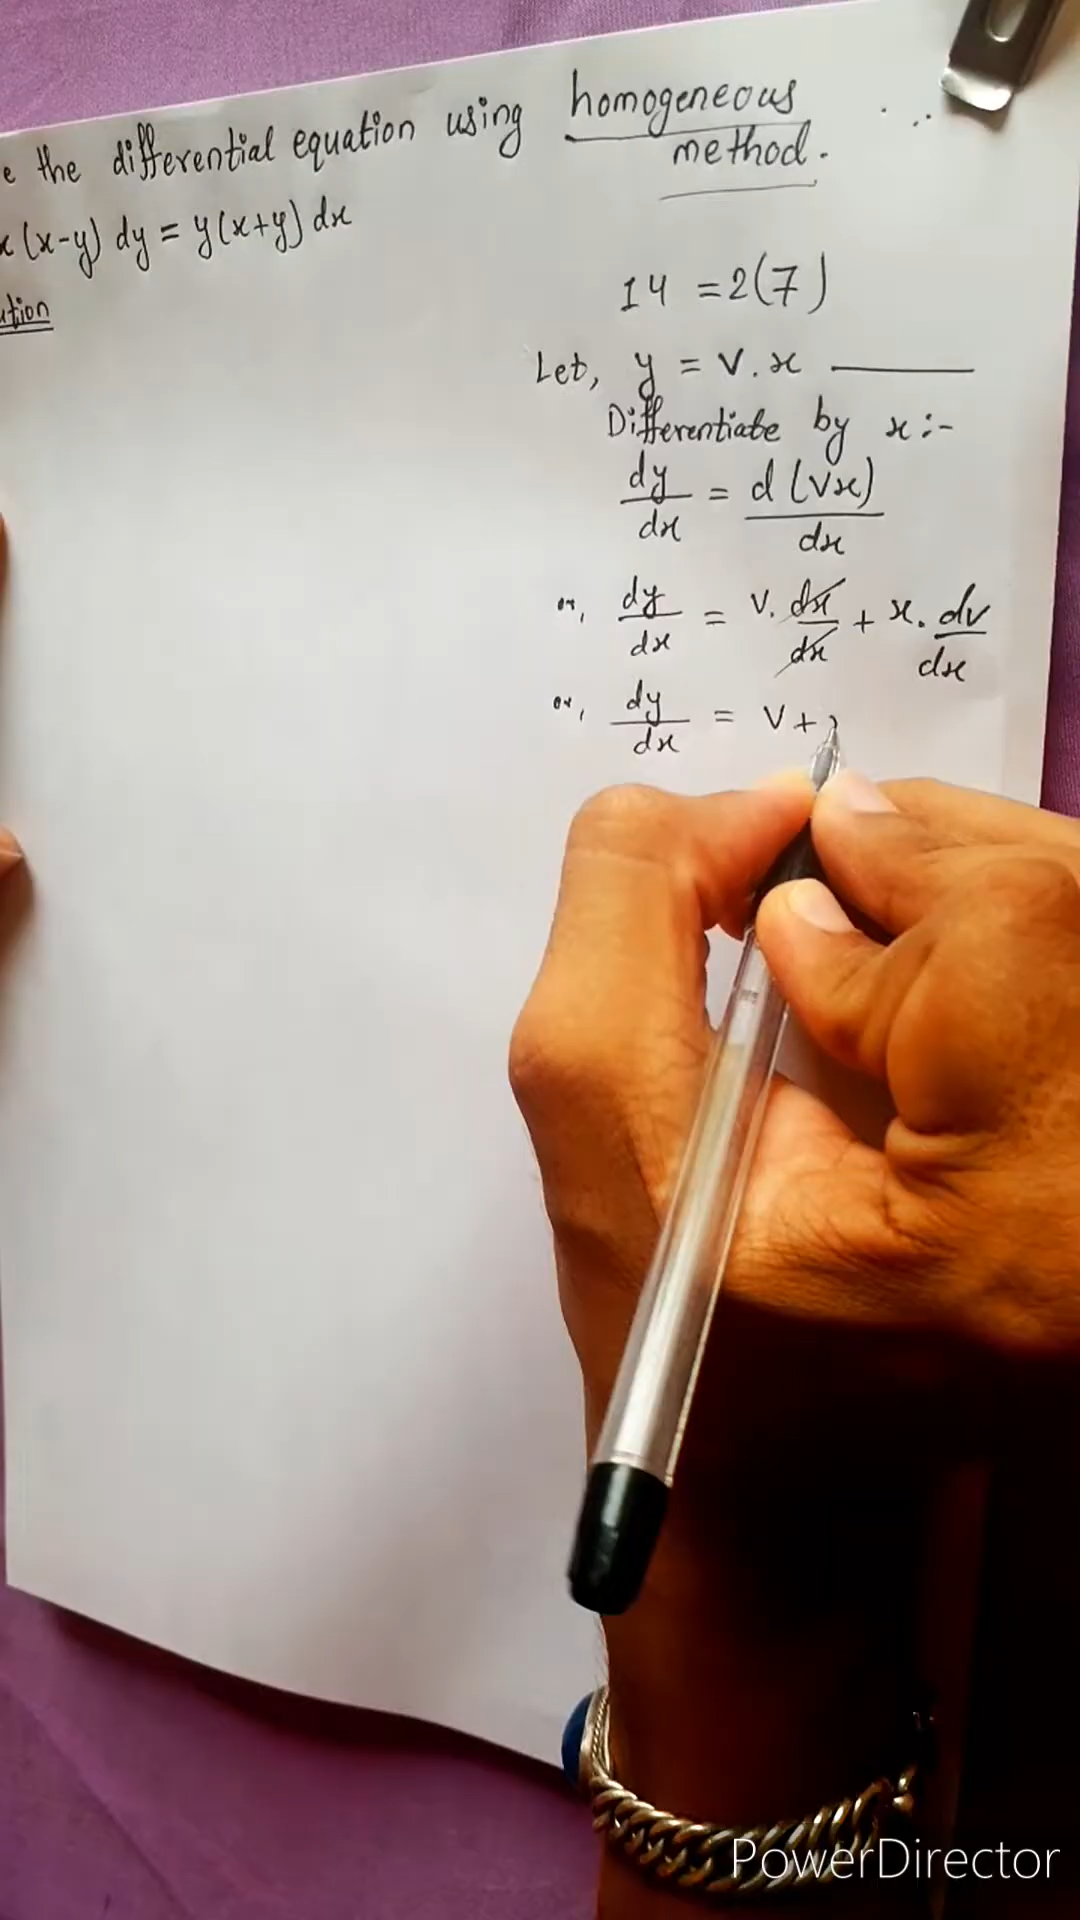 e the differential equation using homogeneous
method.
x (x-y) dy = y (x+y) dx
ution
14 = 2(7)
Let, y = v.x
Differentiate by x :-
dy/dx = d (vx)/dx
or, dy/dx = v. dx/dx + x. dv/dx
or, dy/dx = v +
PowerDirector